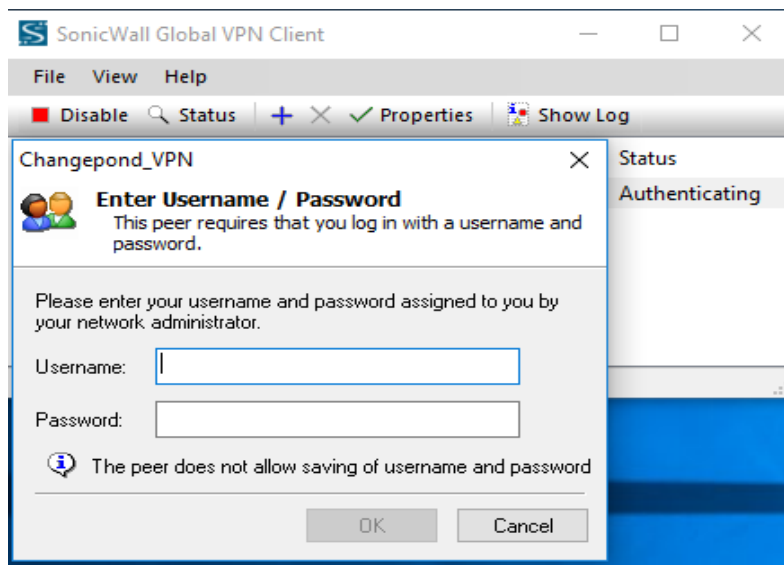 SonicWall Global VPN Client
File View Help
Disable Status Properties Show Log
Changepond_VPN
Status
Enter Username / Password
Authenticating
This peer requires that you log in with a username and
password.
Please enter your username and password assigned to you by
your network administrator.
Username:
Password:
The peer does not allow saving of username and password
OK Cancel